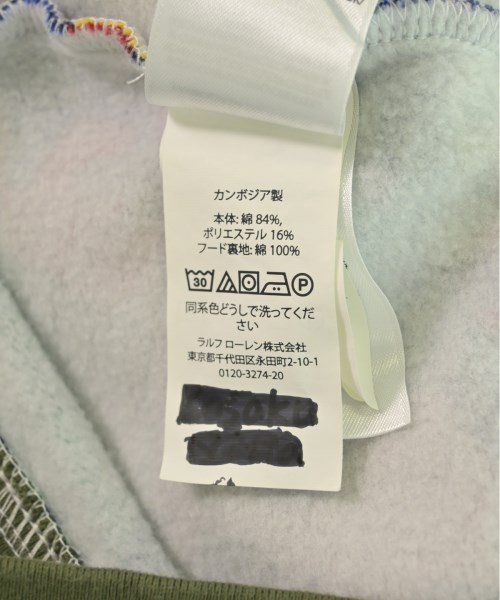 カンボジア製
本体: 綿 84%,
ポリエステル 16%
フード裏地: 綿 100%
30
P
同系色どうしで洗ってくだ
さい
ラルフ ローレン株式会社
東京都千代田区永田町2-10-1
0120-3274-20